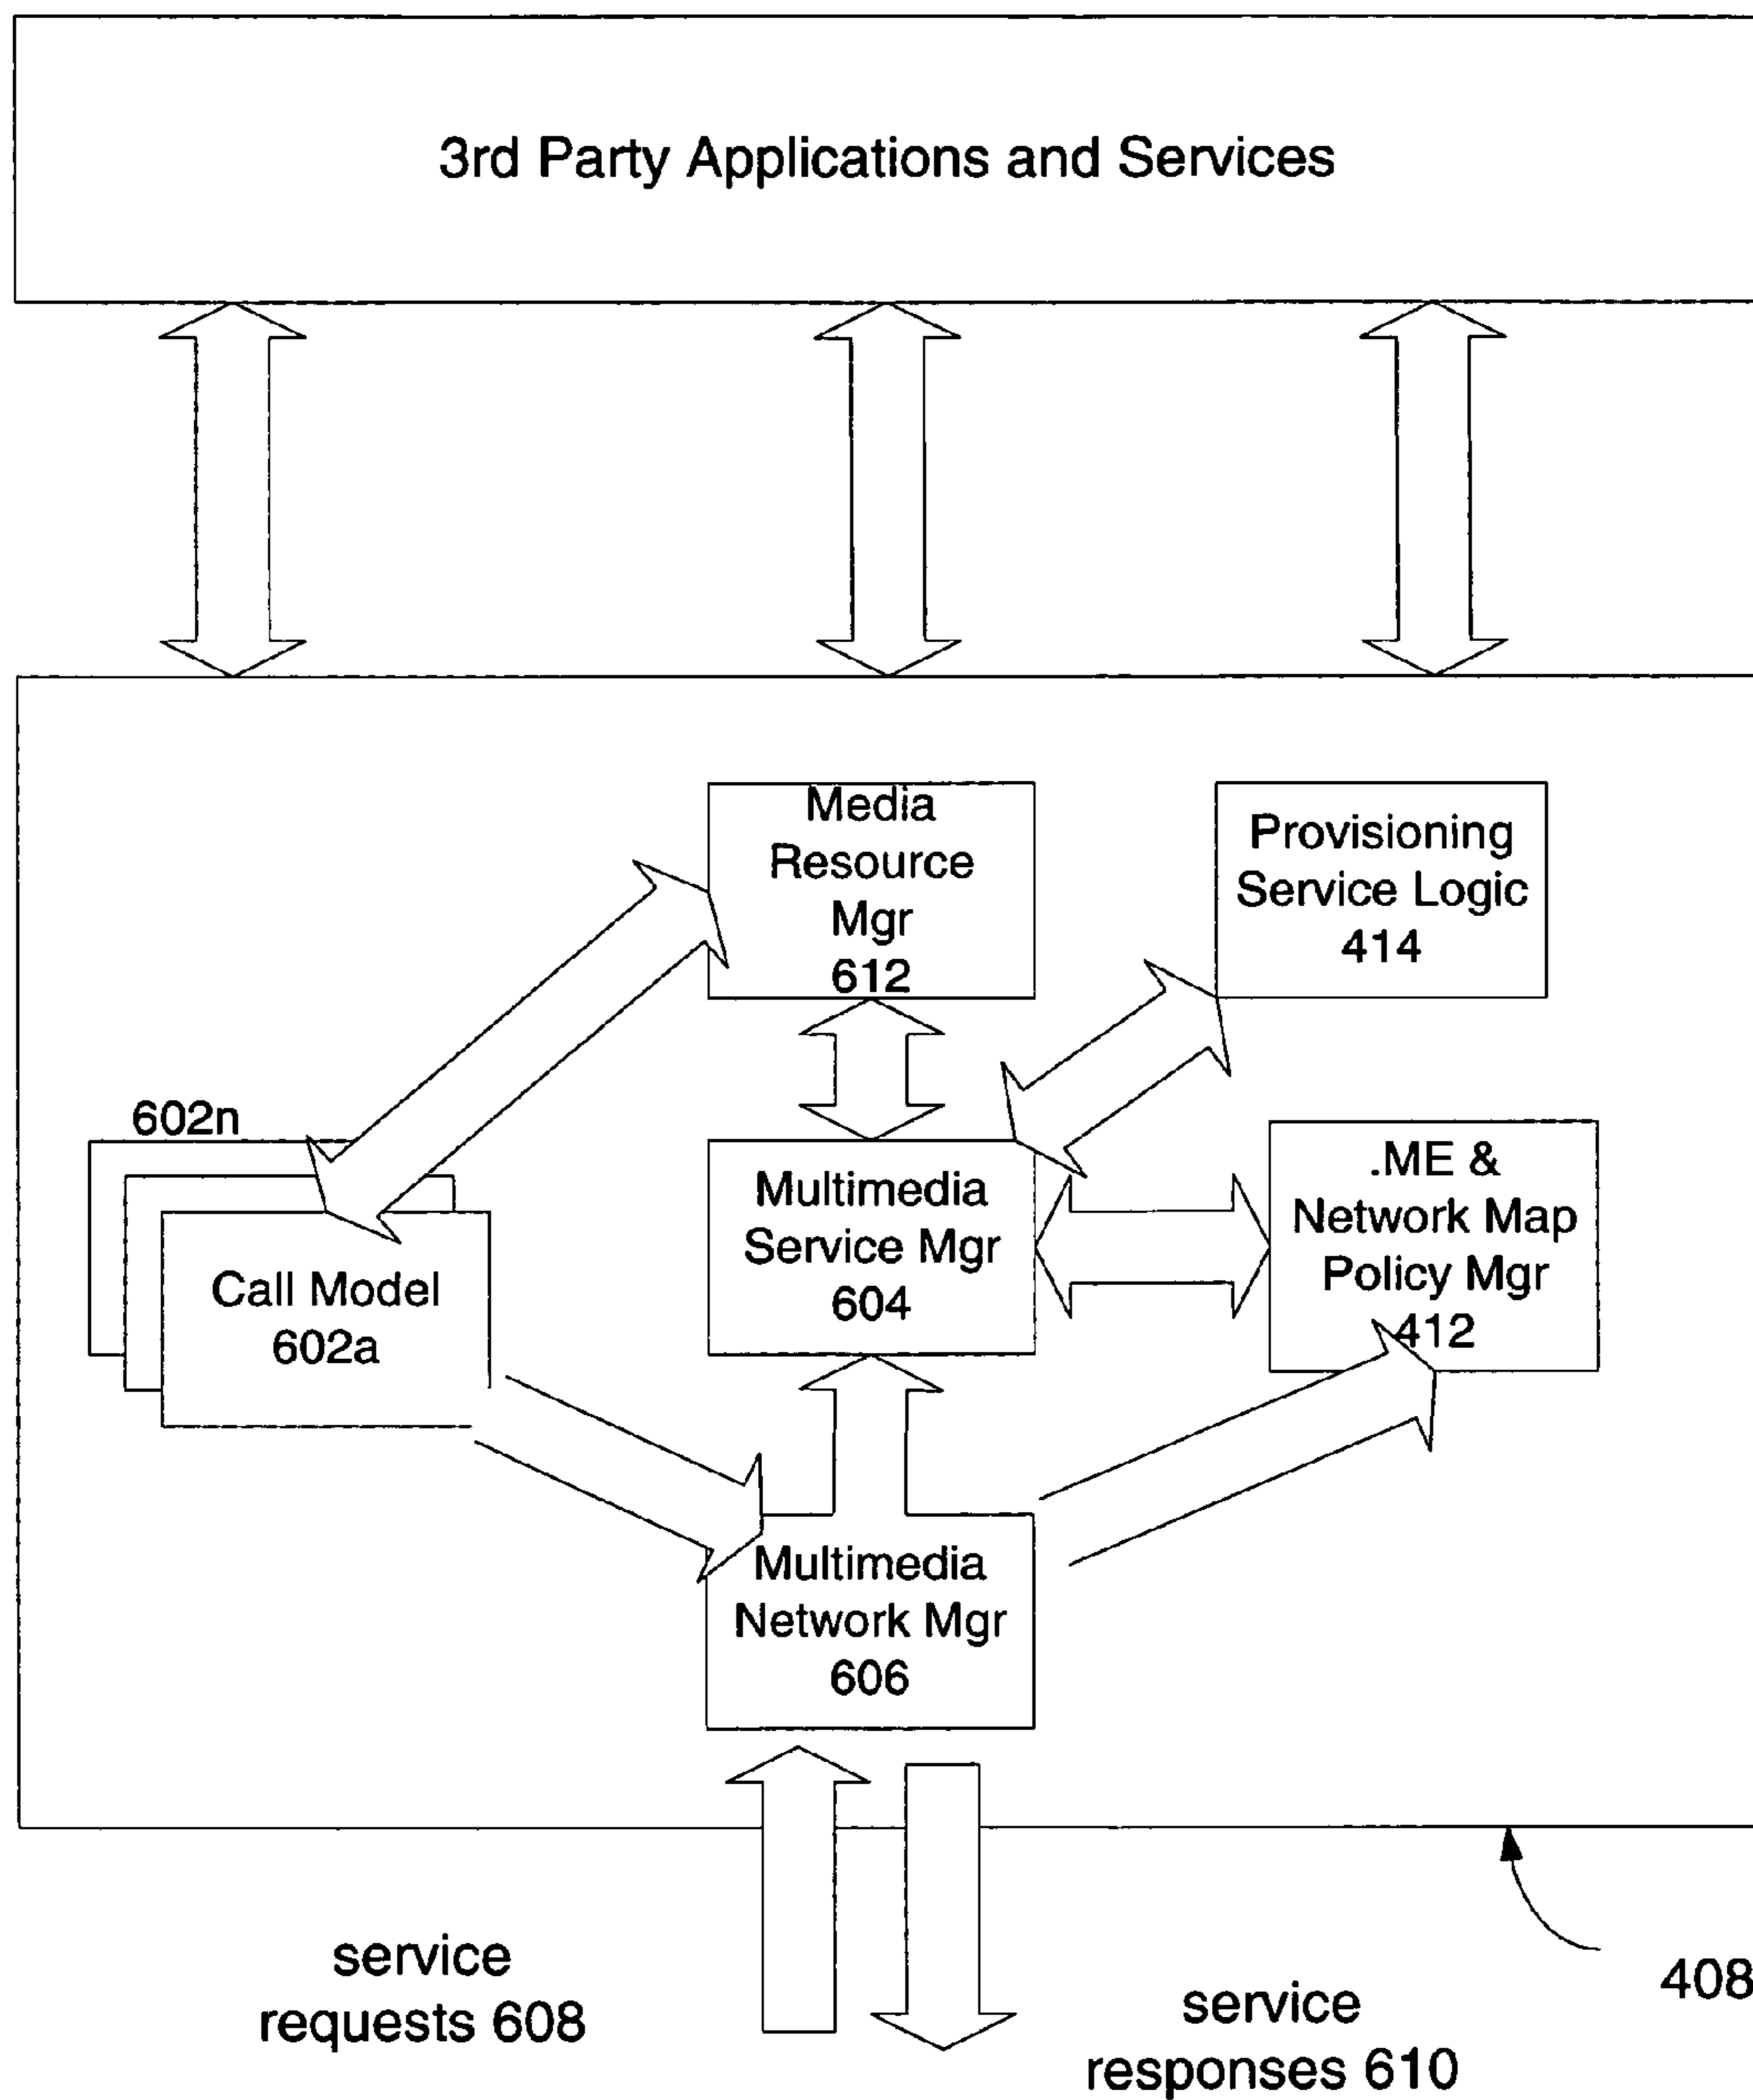 3rd Party Applications and Services
Media
Resource
Mgr
612
Provisioning
Service Logic
414
602n
Call Model
602a
Multimedia
Service Mgr
604
.ME &
Network Map
Policy Mgr
412
Multimedia
Network Mgr
606
service
requests 608
service
responses 610
408